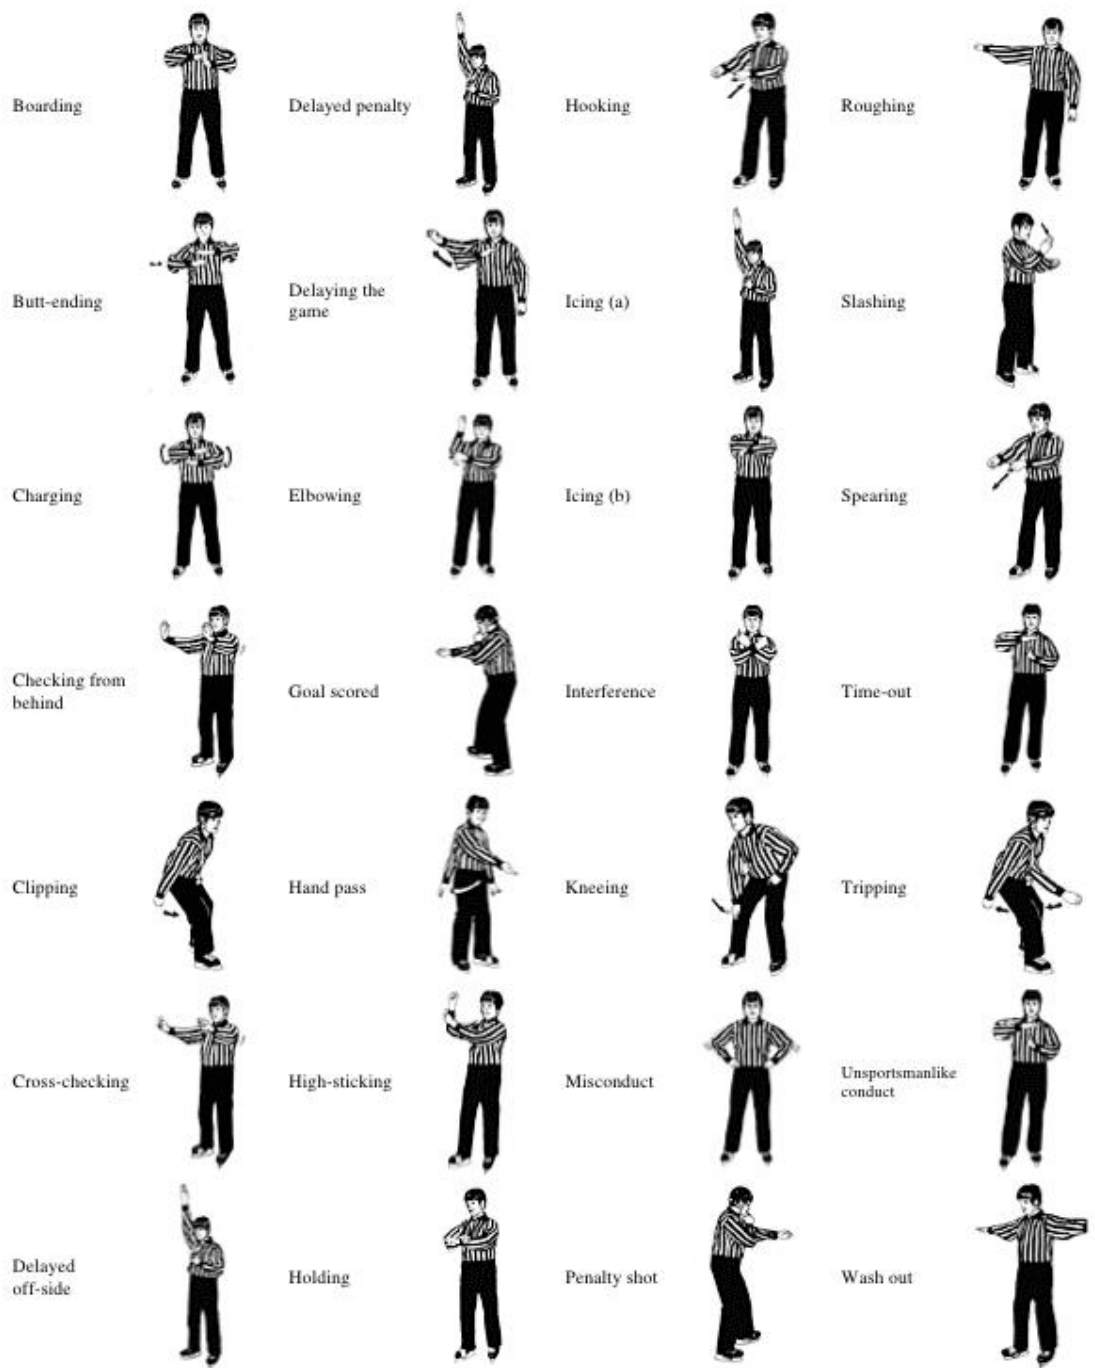 Boarding
Delayed penalty
Hooking
Roughing
Butt-ending
Delaying the
game
Icing (a)
Slashing
Charging
Elbowing
Icing (b)
Spearing
Checking from
behind
Goal scored
Interference
Time-out
Clipping
Hand pass
Kneeing
Tripping
Cross-checking
High-sticking
Misconduct
Unsportsmanlike
conduct
Delayed
off-side
Holding
Penalty shot
Wash out